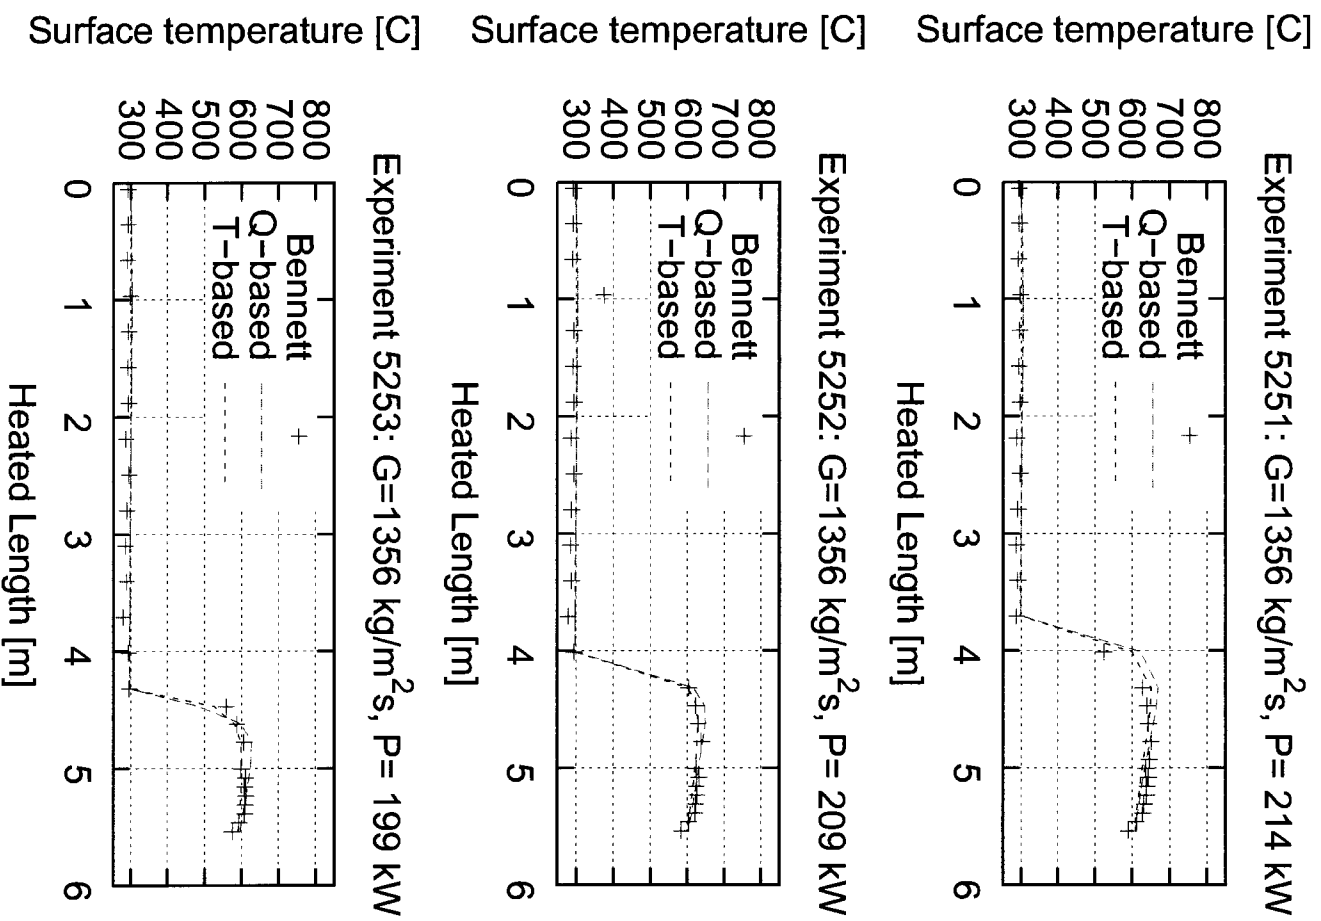 Experiment 5251: G=1356 kg/m²s, P= 214 kW
Surface temperature [C]
800
700
600
500
400
300
Bennett
Q−based
T−based
0 1 2 3 4 5 6
Heated Length [m]
Experiment 5252: G=1356 kg/m²s, P= 209 kW
Surface temperature [C]
800
700
600
500
400
300
Bennett
Q−based
T−based
0 1 2 3 4 5 6
Heated Length [m]
Experiment 5253: G=1356 kg/m²s, P= 199 kW
Surface temperature [C]
800
700
600
500
400
300
Bennett
Q−based
T−based
0 1 2 3 4 5 6
Heated Length [m]